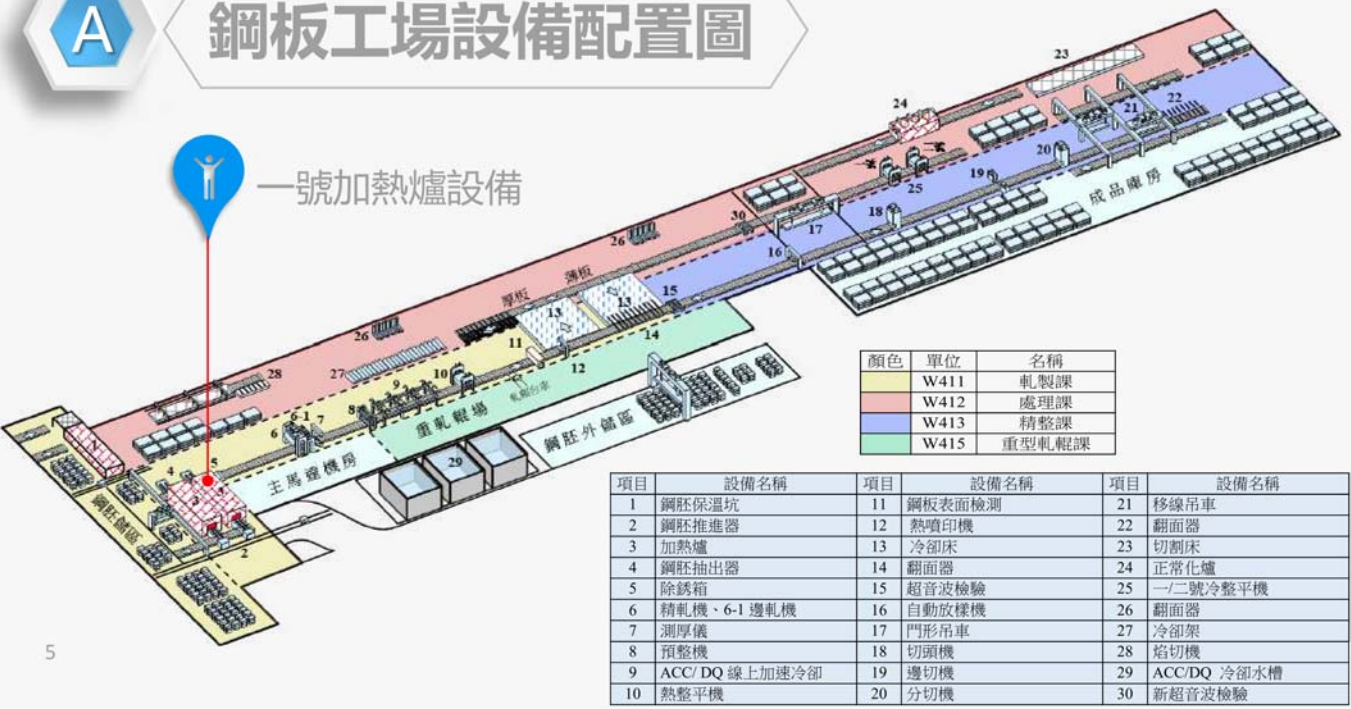 A
鋼板工場設備配置圖
一號加熱爐設備
23
24
22
21
20
一號
二號
25
19
成品庫房
18
30
17
26
16
薄板
厚板
13
13
15
26
11
14
27
12
10
9
軋輥台車
28
8
重軋輥場
鋼胚外儲區
6-1
7
6
1
5
4
主馬達機房
29
3
鋼胚儲區
2
顏色 單位 名稱
W411 軋製課
W412 處理課
W413 精整課
W415 重型軋輥課
項目 設備名稱 項目 設備名稱 項目 設備名稱
1 鋼胚保溫坑 11 鋼板表面檢測 21 移線吊車
2 鋼胚推進器 12 熱噴印機 22 翻面器
3 加熱爐 13 冷卻床 23 切割床
4 鋼胚抽出器 14 翻面器 24 正常化爐
5 除銹箱 15 超音波檢驗 25 一/二號冷整平機
6 精軋機、6-1 邊軋機 16 自動放樣機 26 翻面器
7 測厚儀 17 門形吊車 27 冷卻架
8 預整機 18 切頭機 28 焰切機
9 ACC/ DQ 線上加速冷卻 19 邊切機 29 ACC/DQ 冷卻水槽
10 熱整平機 20 分切機 30 新超音波檢驗
5